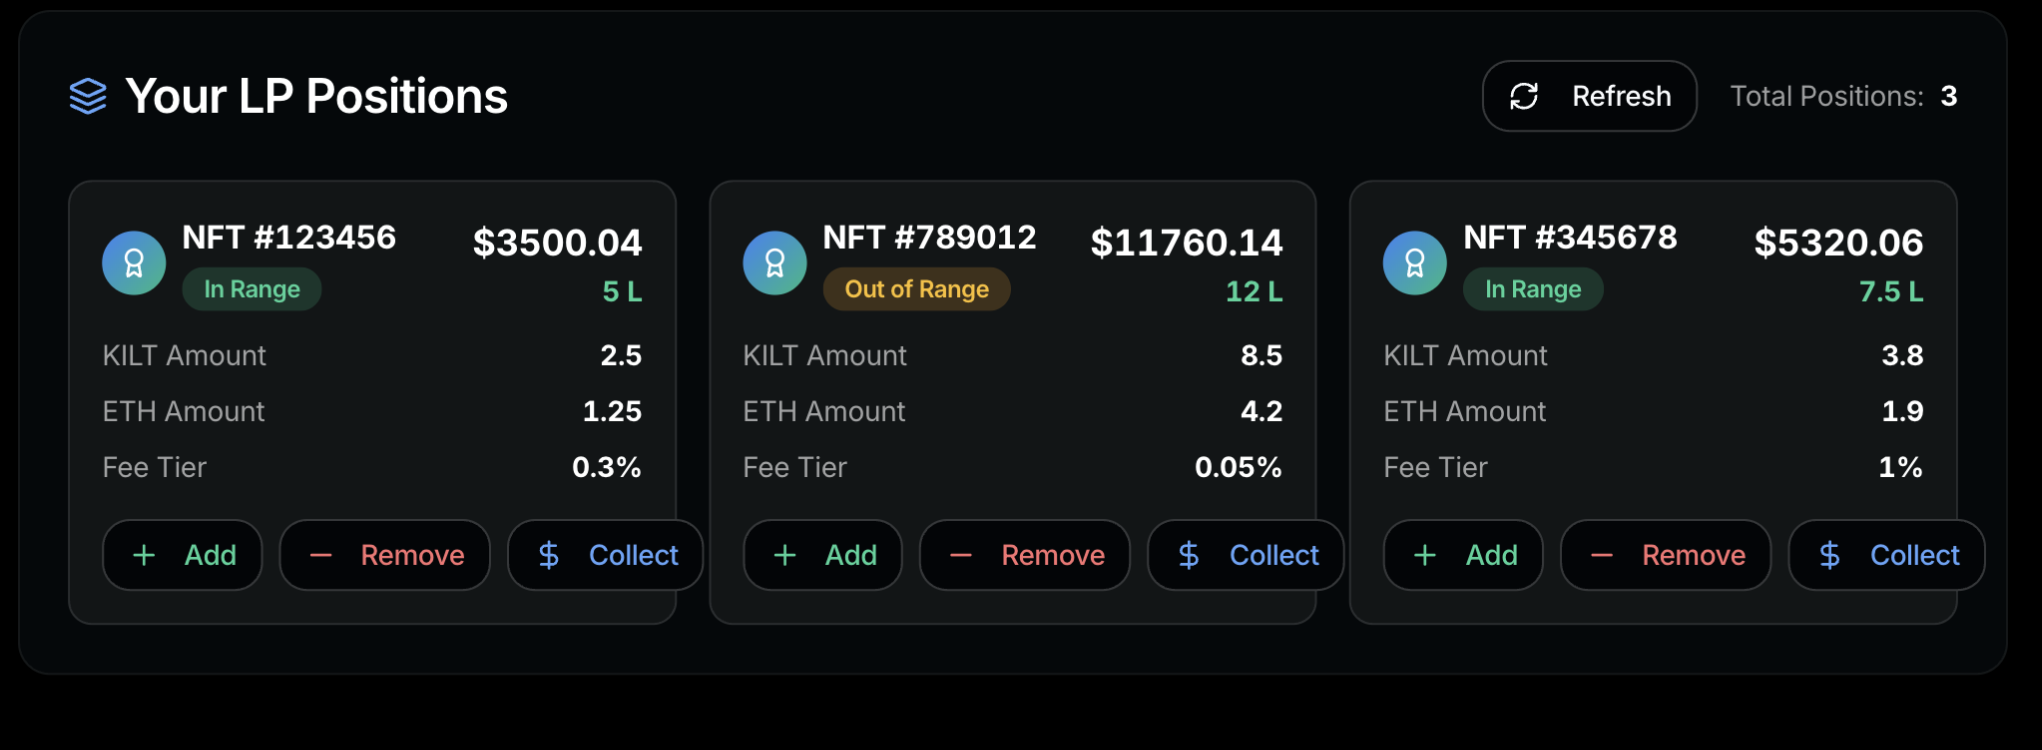 Your LP Positions
Refresh
Total Positions: 3
NFT #123456
$3500.04
In Range
5 L
KILT Amount
2.5
ETH Amount
1.25
Fee Tier
0.3%
Add
Remove
Collect
NFT #789012
$11760.14
Out of Range
12 L
KILT Amount
8.5
ETH Amount
4.2
Fee Tier
0.05%
Add
Remove
Collect
NFT #345678
$5320.06
In Range
7.5 L
KILT Amount
3.8
ETH Amount
1.9
Fee Tier
1%
Add
Remove
Collect